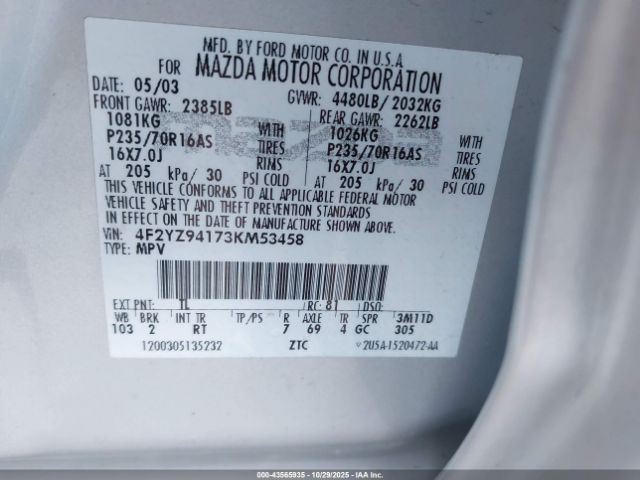 MFD. BY FORD MOTOR CO. IN U.S.A.
FOR MAZDA MOTOR CORPORATION
DATE: 05/03 GVWR: 4480LB/ 2032KG
FRONT GAWR: 2385LB REAR GAWR: 2262LB
1081KG WITH 1026KG WITH
P235/70R16AS TIRES P235/70R16AS TIRES
16X7.0J RIMS 16X7.0J RIMS
AT 205 kPa/ 30 PSI COLD AT 205 kPa/ 30 PSI COLD
THIS VEHICLE CONFORMS TO ALL APPLICABLE FEDERAL MOTOR
VEHICLE SAFETY AND THEFT PREVENTION STANDARDS
IN EFFECT ON THE DATE OF MANUFACTURE SHOWN ABOVE.
VIN: 4F2YZ94173KM53458
TYPE: MPV
EXT PNT: TL RC: 81 DSO:
WB BRK INT TR TP/PS R AXLE TR SPR 3M11D
103 2 RT 7 69 4 GC 305
1200305135232 ZTC 2U5A-1520472-AA
000-43565935 - 10/29/2025 - IAA Inc.